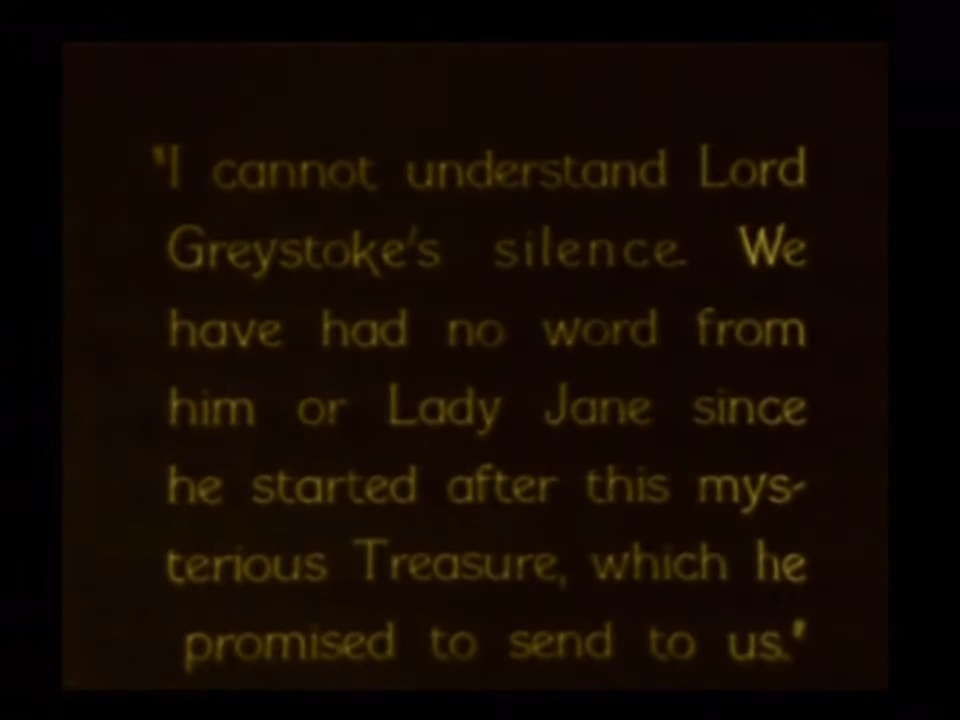 "I cannot understand Lord
Greystoke's silence. We
have had no word from
him or Lady Jane since
he started after this mys-
terious Treasure, which he
promised to send to us."